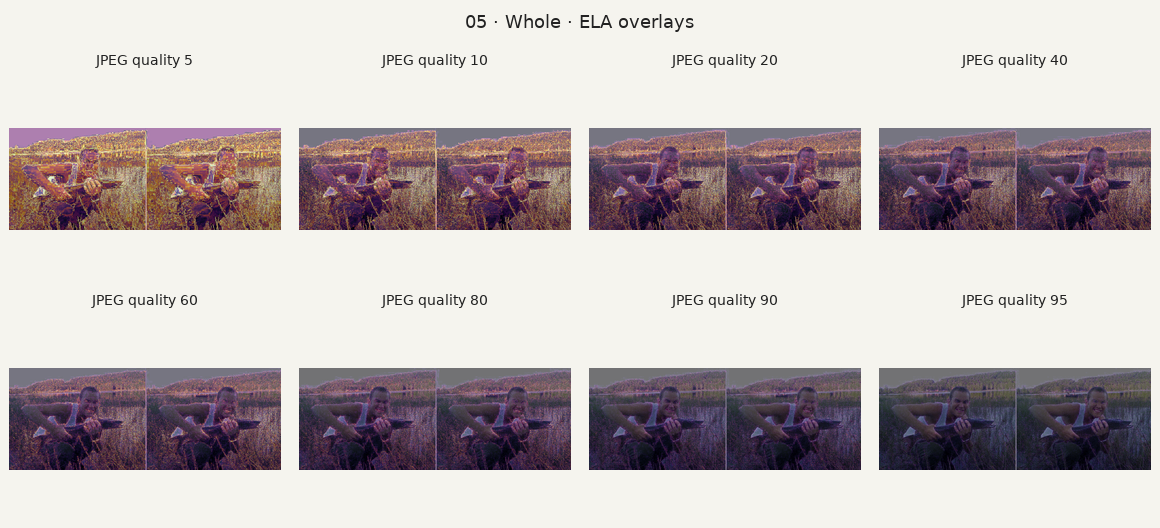 05 · Whole · ELA overlays
JPEG quality 5
JPEG quality 10
JPEG quality 20
JPEG quality 40
JPEG quality 60
JPEG quality 80
JPEG quality 90
JPEG quality 95